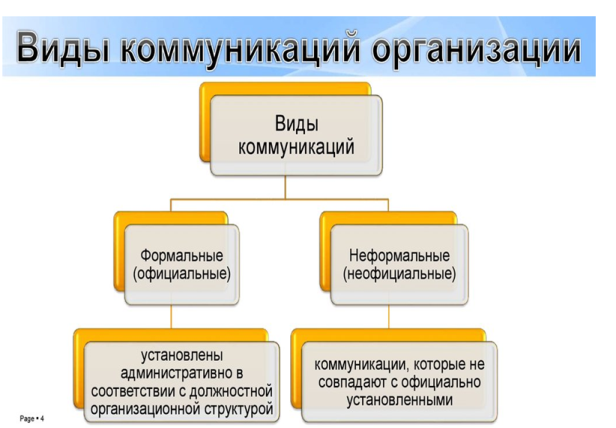 Виды коммуникаций организации
Виды
коммуникаций
Формальные
(официальные)
Неформальные
(неофициальные)
установлены
административно в
соответствии с должностной
организационной структурой
коммуникации, которые не
совпадают с официально
установленными
Page • 4